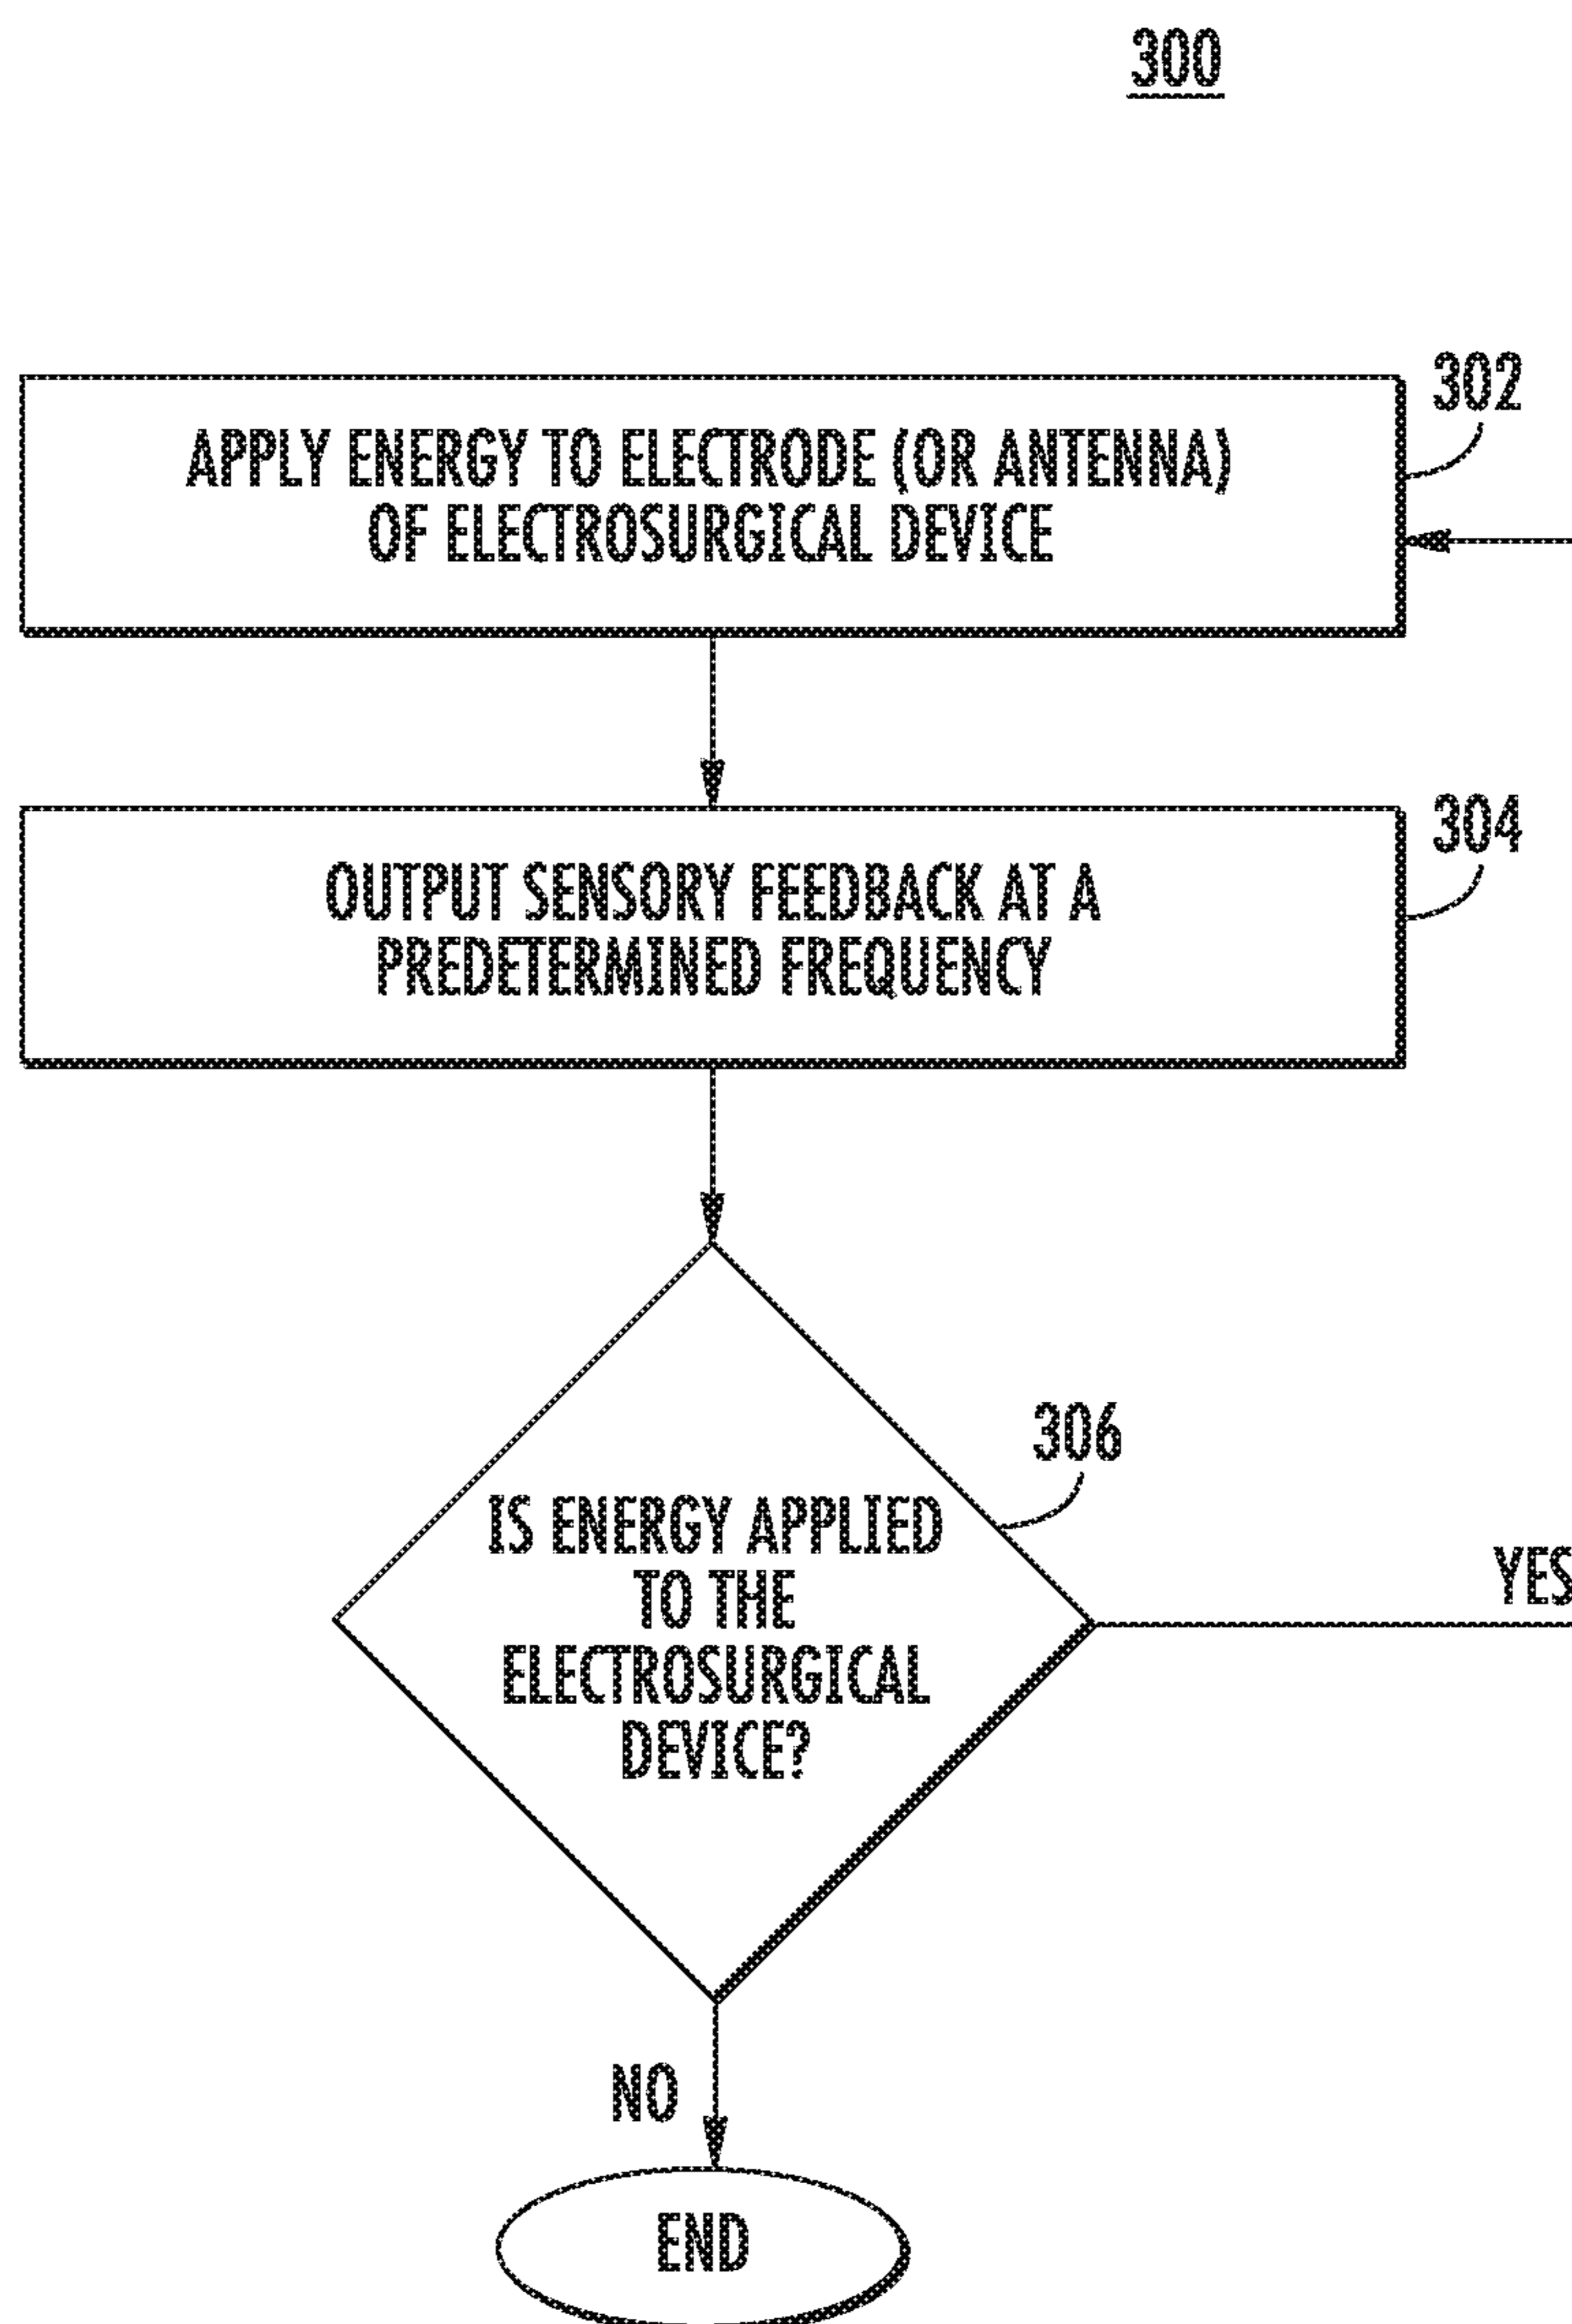 300
302
APPLY ENERGY TO ELECTRODE (OR ANTENNA)
OF ELECTROSURGICAL DEVICE
304
OUTPUT SENSORY FEEDBACK AT A
PREDETERMINED FREQUENCY
306
IS ENERGY APPLIED
TO THE
ELECTROSURGICAL
DEVICE?
YES
NO
END